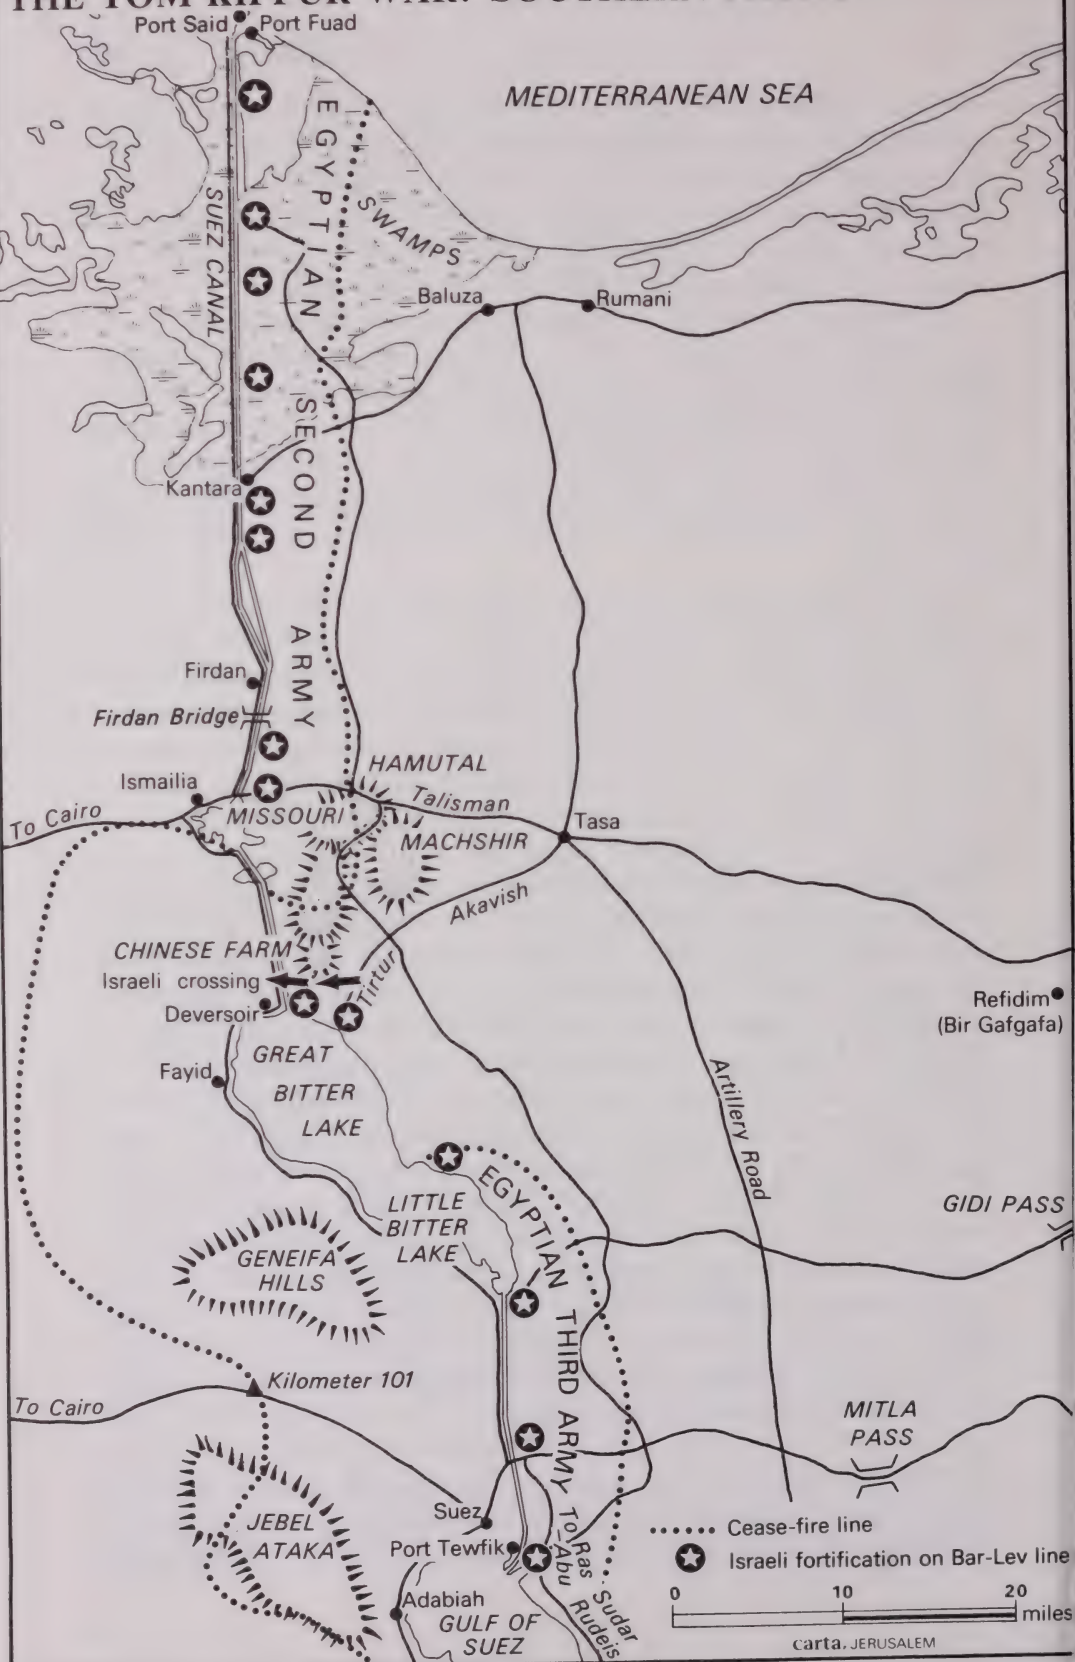 Port Said
Port Fuad
MEDITERRANEAN SEA
EGYPTIAN SECOND ARMY
SWAMPS
SUEZ CANAL
Baluza
Rumani
Kantara
Firdan
Firdan Bridge
HAMUTAL
Ismailia
Talisman
To Cairo
MISSOURI
Tasa
MACHSHIR
Akavish
CHINESE FARM
Israeli crossing
Tirtur
Deversoir
Refidim
(Bir Gafgafa)
GREAT
BITTER
LAKE
Fayid
Artillery Road
EGYPTIAN THIRD ARMY
LITTLE
BITTER
LAKE
GIDI PASS
GENEIFA
HILLS
Kilometer 101
To Cairo
MITLA
PASS
JEBEL
ATAKA
Suez
Port Tewfik
To Ras Sudar
-Abu Rudeis
Adabiah
GULF OF
SUEZ
Cease-fire line
Israeli fortification on Bar-Lev line
0 10 20 miles
carta, JERUSALEM